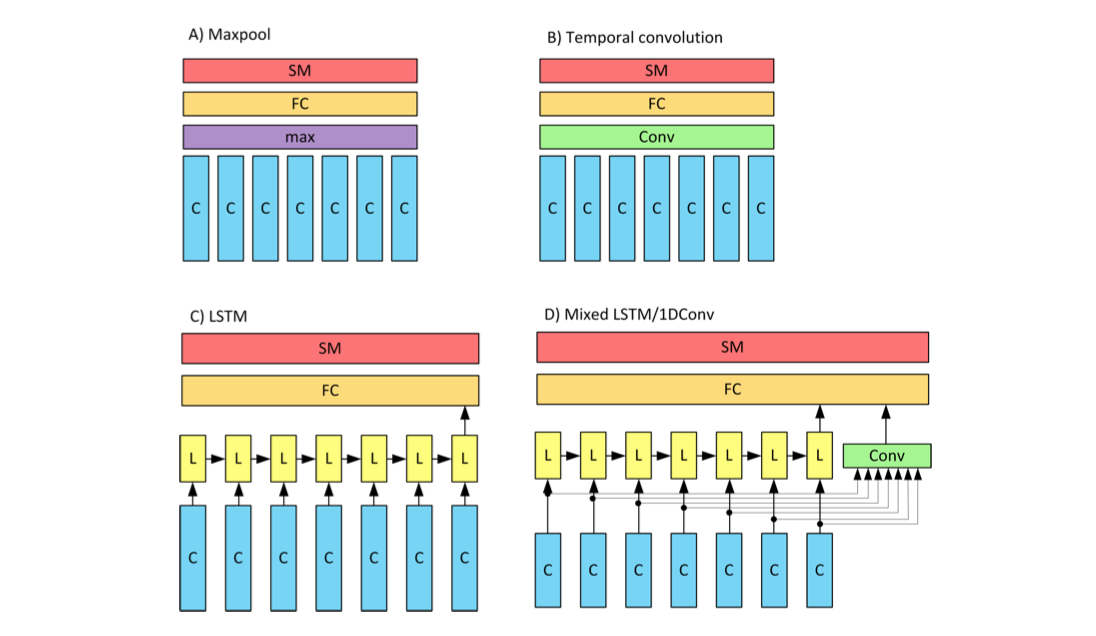 A) Maxpool
SM
FC
max
C C C C C C C
B) Temporal convolution
SM
FC
Conv
C C C C C C C
C) LSTM
SM
FC
L L L L L L L
C C C C C C C
D) Mixed LSTM/1DConv
SM
FC
L L L L L L L Conv
C C C C C C C